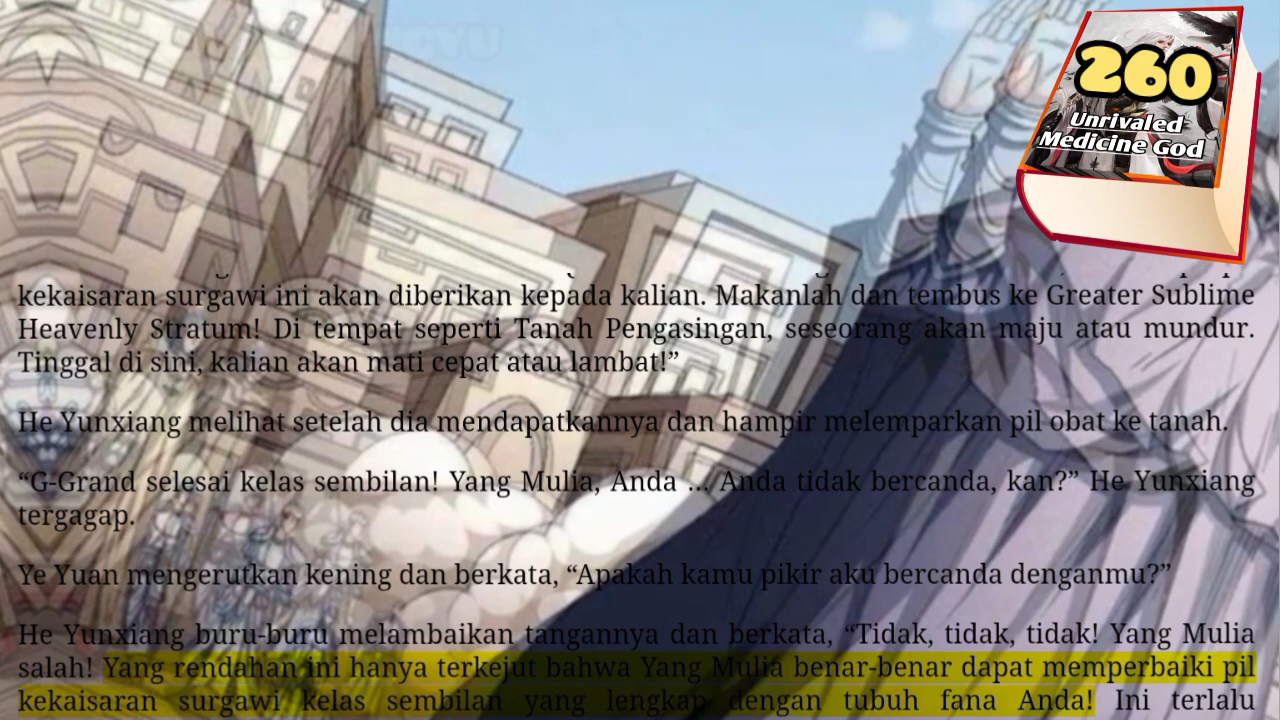 260
Unrivaled
Medicine God
kekaisaran surgawi ini akan diberikan kepada kalian. Makanlah dan tembus ke Greater Sublime
Heavenly Stratum! Di tempat seperti Tanah Pengasingan, seseorang akan maju atau mundur.
Tinggal di sini, kalian akan mati cepat atau lambat!”
He Yunxiang melihat setelah dia mendapatkannya dan hampir melemparkan pil obat ke tanah.
“G-Grand selesai kelas sembilan! Yang Mulia, Anda ... Anda tidak bercanda, kan?” He Yunxiang
tergagap.
Ye Yuan mengerutkan kening dan berkata, “Apakah kamu pikir aku bercanda denganmu?”
He Yunxiang buru-buru melambaikan tangannya dan berkata, “Tidak, tidak, tidak! Yang Mulia
salah! Yang rendahan ini hanya terkejut bahwa Yang Mulia benar-benar dapat memperbaiki pil
kekaisaran surgawi kelas sembilan yang lengkap dengan tubuh fana Anda! Ini terlalu